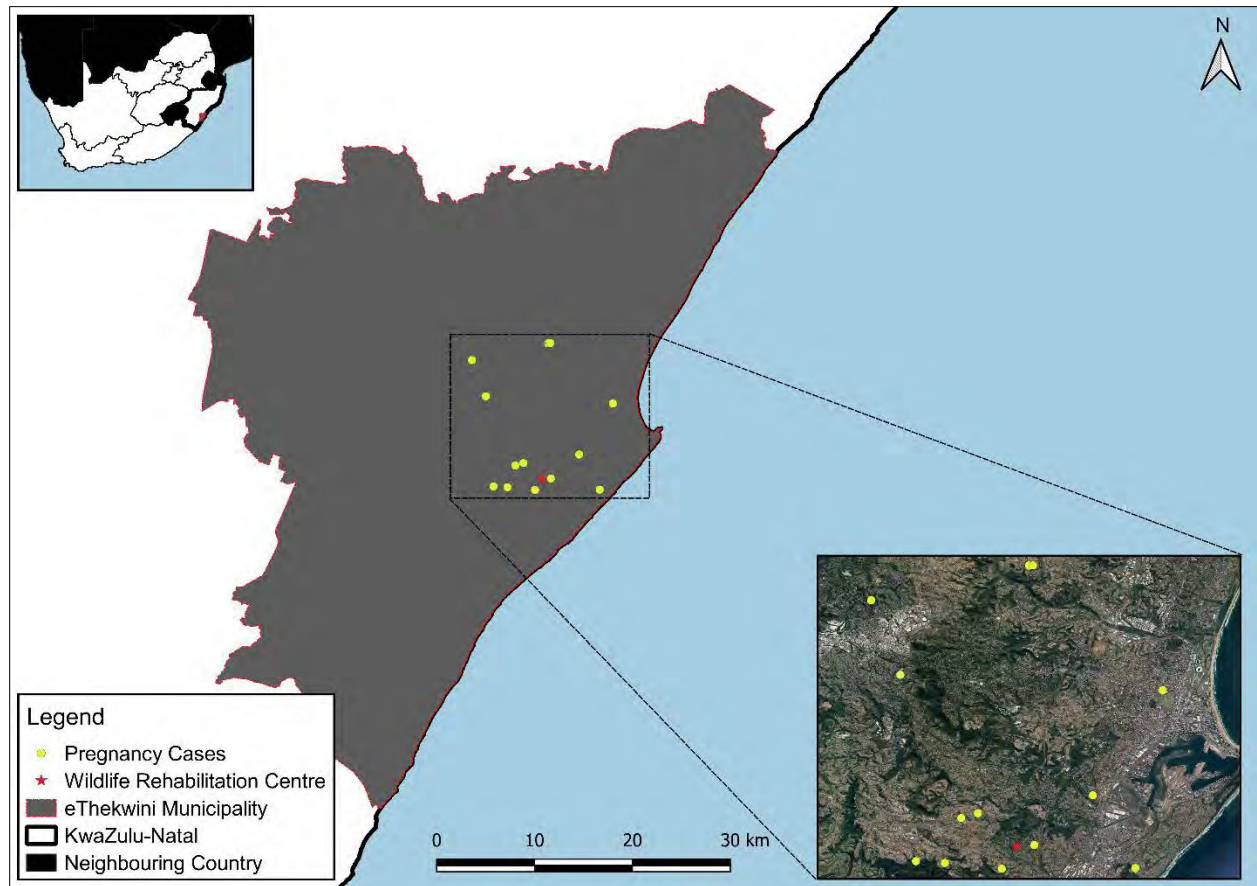 N
Legend
Pregnancy Cases
Wildlife Rehabilitation Centre
eThekwini Municipality
KwaZulu-Natal
Neighbouring Country
0 10 20 30 km